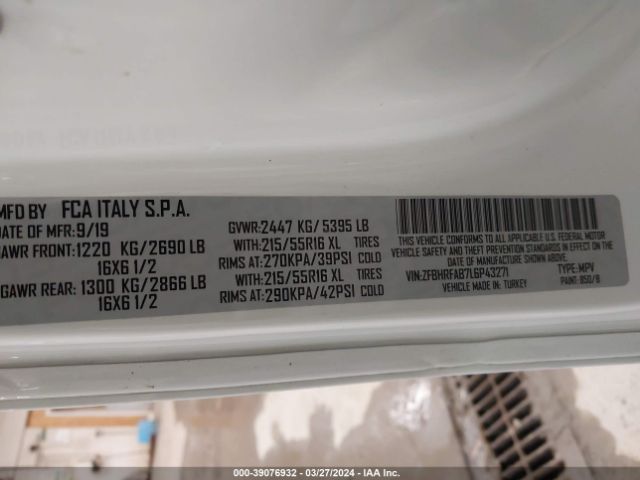 MFD BY FCA ITALY S.P.A.
DATE OF MFR: 9/19 GVWR: 2447 KG/ 5395 LB
GAWR FRONT: 1220 KG/2690 LB WITH: 215/55R16 XL TIRES
16X6 1/2 RIMS AT: 270KPA/39PSI COLD
GAWR REAR: 1300 KG/2866 LB WITH: 215/55R16 XL TIRES
16X6 1/2 RIMS AT: 290KPA/42PSI COLD
THIS VEHICLE CONFORMS TO ALL APPLICABLE FEDERAL MOTOR
VEHICLE SAFETY AND THEFT PREVENTION STANDARDS
IN EFFECT ON THE DATE OF MANUFACTURE SHOWN ABOVE.
VIN: ZFBHRFAB7L6P43271 TYPE: MPV
VEHICLE MADE IN: TURKEY PAINT: 950/B
000-39076932 - 03/27/2024 - IAA Inc.